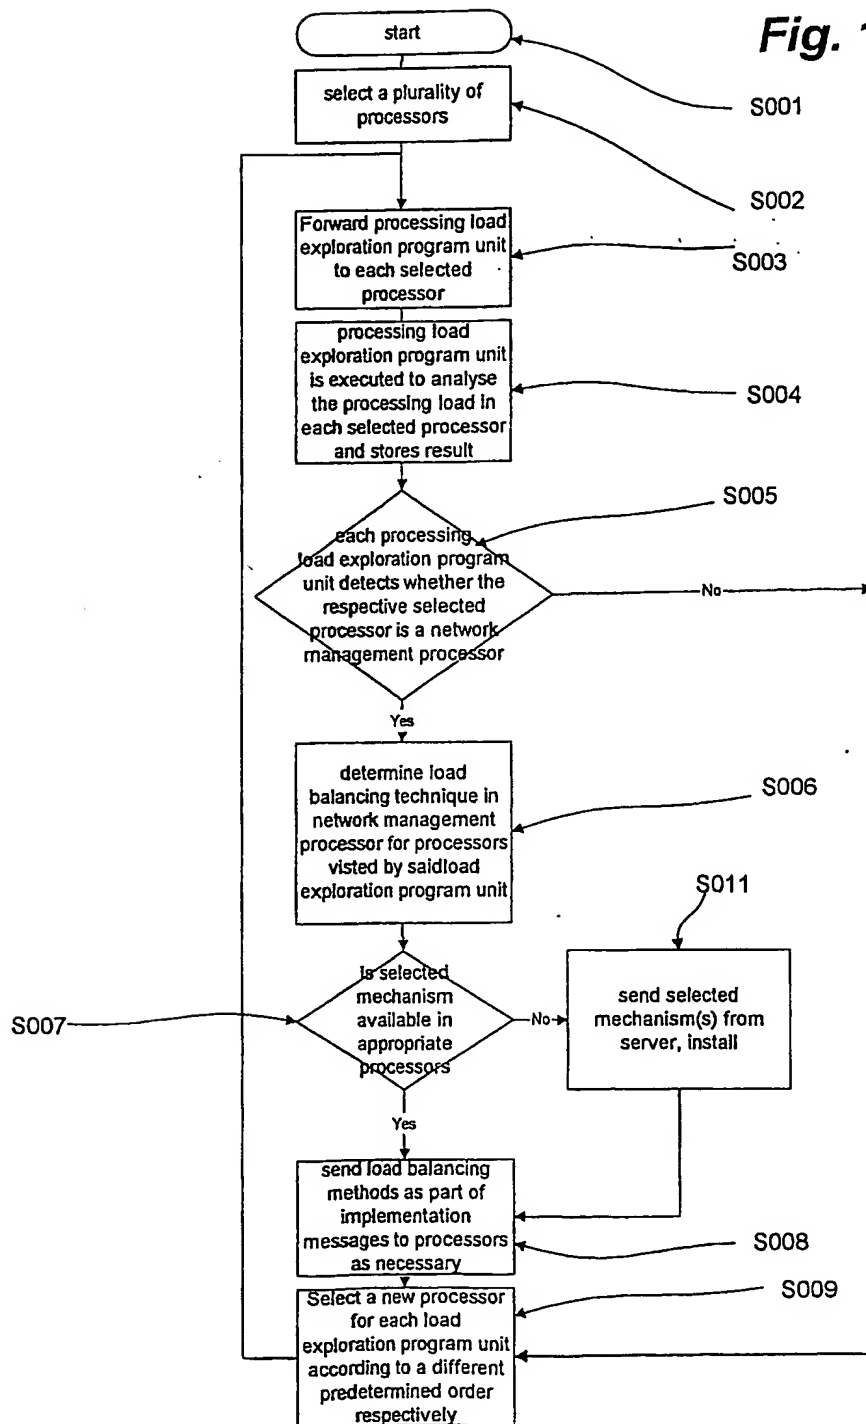 Fig. 1
start
S001
select a plurality of
processors
S002
Forward processing load
exploration program unit
to each selected
processor
S003
processing load
exploration program unit
is executed to analyse
the processing load in
each selected processor
and stores result
S004
S005
each processing
load exploration program
unit detects whether the
respective selected
processor is a network
management processor
No
Yes
determine load
balancing technique in
network management
processor for processors
visted by saidload
exploration program unit
S006
S011
is selected
mechanism
available in
appropriate
processors
S007
No
send selected
mechanism(s) from
server, install
Yes
send load balancing
methods as part of
implementation
messages to processors
as necessary
S008
S009
Select a new processor
for each load
exploration program unit
according to a different
predetermined order
respectively